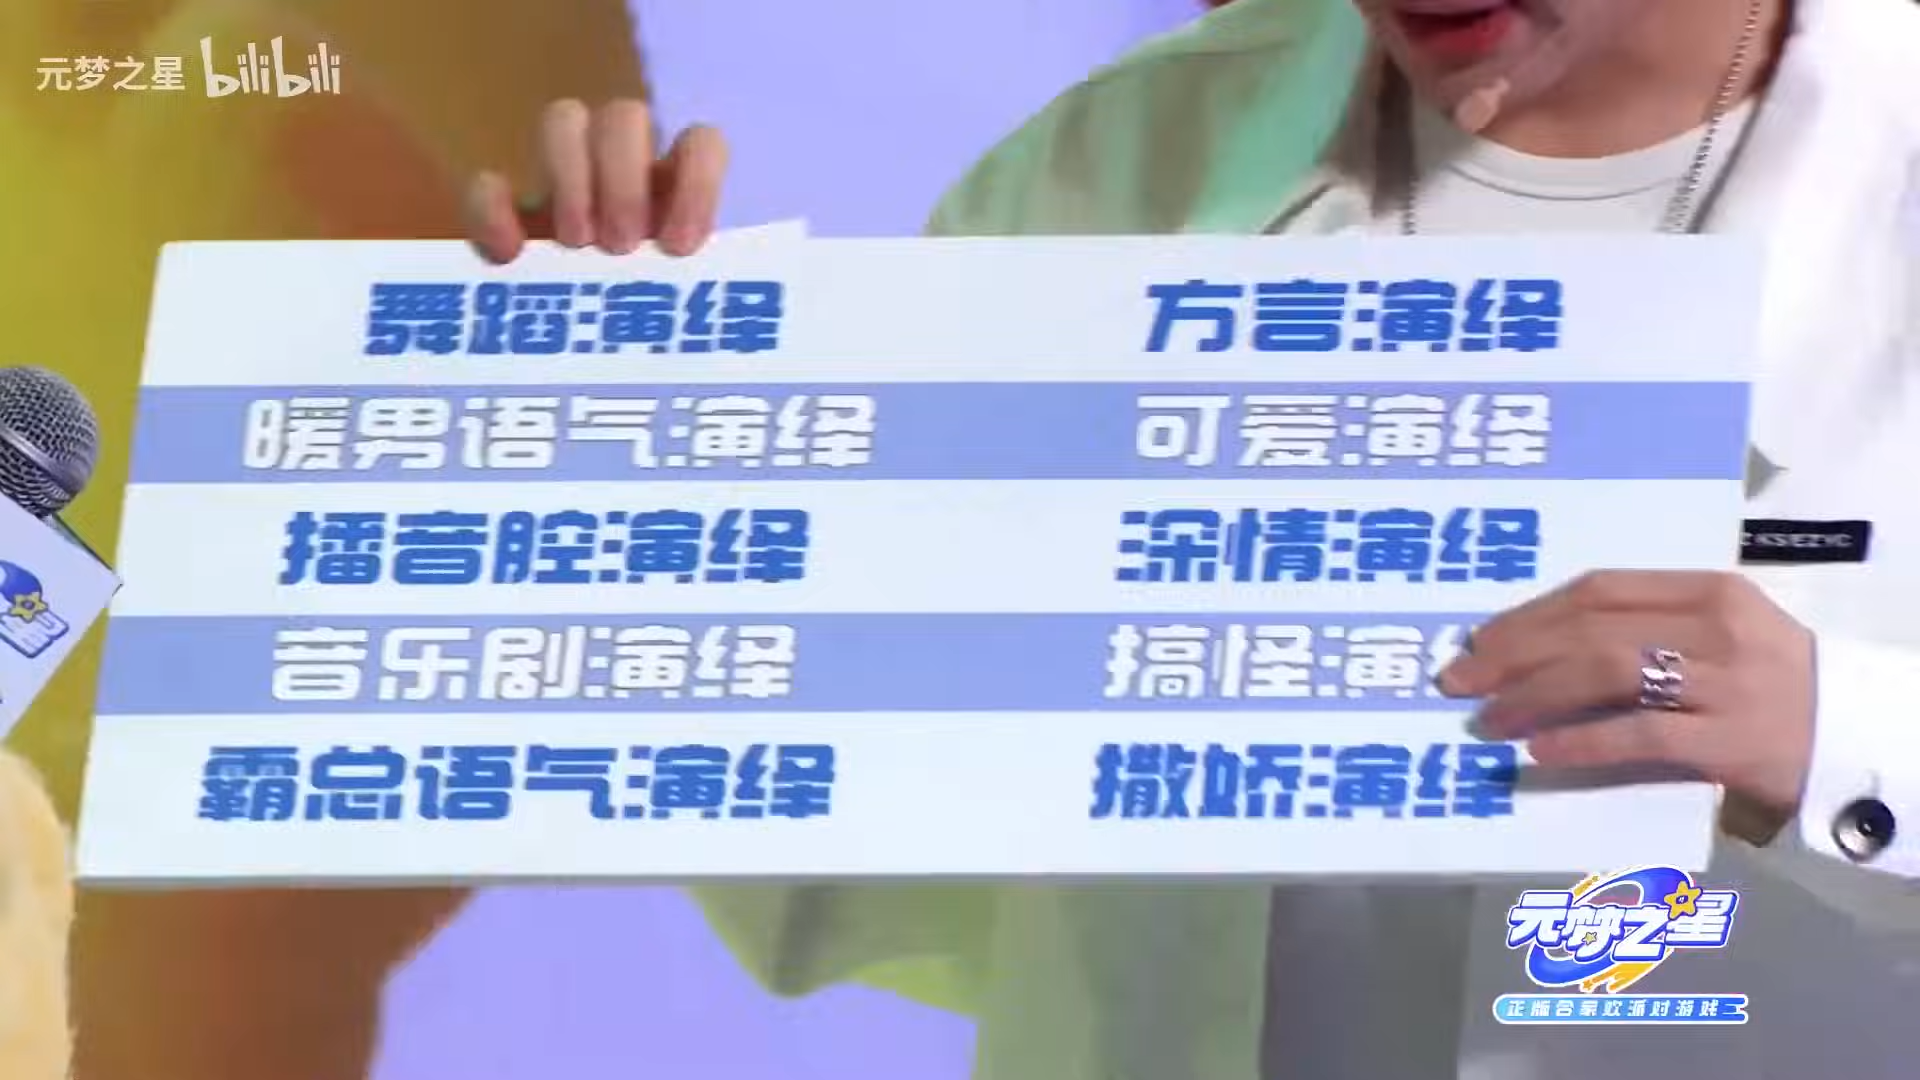 元梦之星 bilibili
舞蹈演绎 方言演绎
暖男语气演绎 可爱演绎
播音腔演绎 深情演绎
音乐剧演绎 搞怪演绎
霸总语气演绎 撒娇演绎
元梦之星
正版合家欢派对游戏